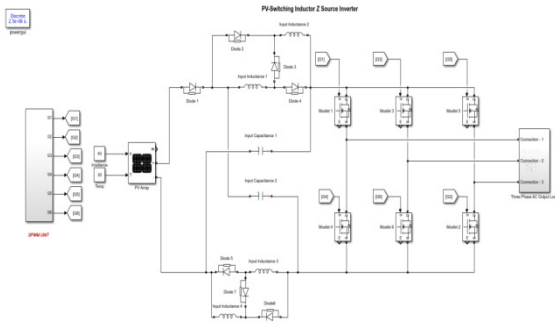 PV-Switching Inductor Z Source Inverter
Discrete
powergui
Input Inductance 2
Diode 2
Diode 3
Input Inductance 1
Diode 1
Diode 4
[G1]
[G3]
[G5]
Mosfet 1
Mosfet 3
Mosfet 5
G1
G2
G3
G4
G5
G6
[G1]
[G2]
[G3]
[G4]
[G5]
[G6]
SPWM UNIT
Irradiance
Temp
PV Array
Input Capacitance 1
Input Capacitance 2
Connection - 1
Connection - 2
Connection - 3
Three Phase AC Output Load
[G4]
[G6]
[G2]
Mosfet 4
Mosfet 6
Mosfet 2
Diode 5
Input Inductance 3
Diode 7
Input Inductance 4
Diode6